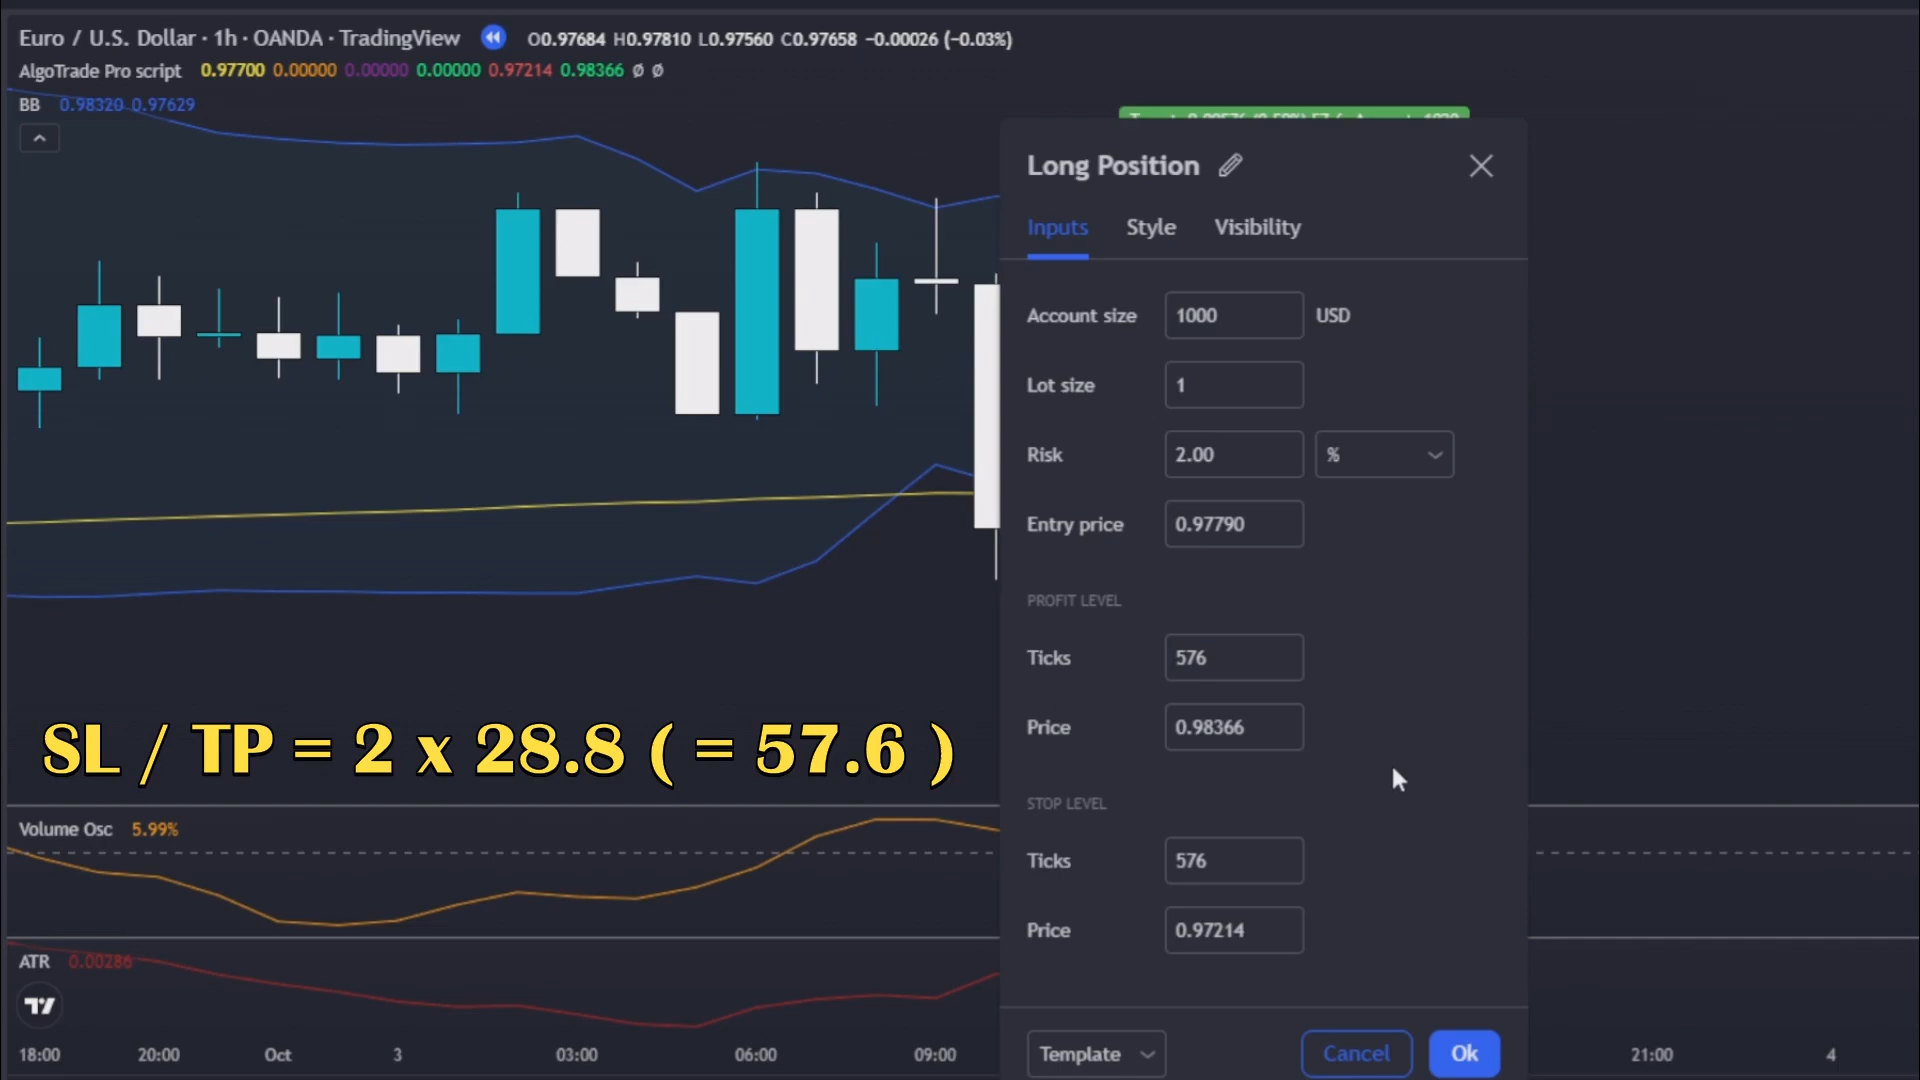 Euro / U.S. Dollar · 1h · OANDA · TradingView O0.97684 H0.97810 L0.97560 C0.97658 −0.00026 (−0.03%)
AlgoTrade Pro script 0.97700 0.00000 0.00000 0.00000 0.97214 0.98366 Ø Ø
BB 0.98320 0.97629
Long Position
Inputs Style Visibility
Account size 1000 USD
Lot size 1
Risk 2.00 %
Entry price 0.97790
PROFIT LEVEL
Ticks 576
Price 0.98366
SL / TP = 2 x 28.8 ( = 57.6 )
STOP LEVEL
Volume Osc 5.99%
Ticks 576
Price 0.97214
ATR 0.00286
Template Cancel Ok
18:00 20:00 Oct 3 03:00 06:00 09:00 21:00 4